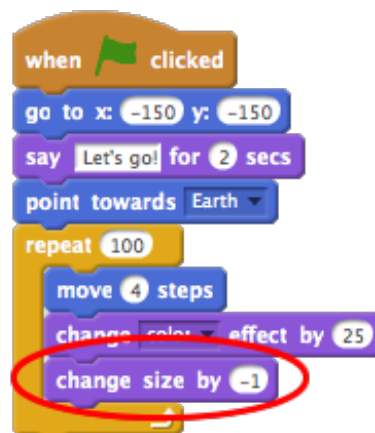 when clicked
go to x: -150 y: -150
say Let's go! for 2 secs
point towards Earth
repeat 100
move 4 steps
change color effect by 25
change size by -1